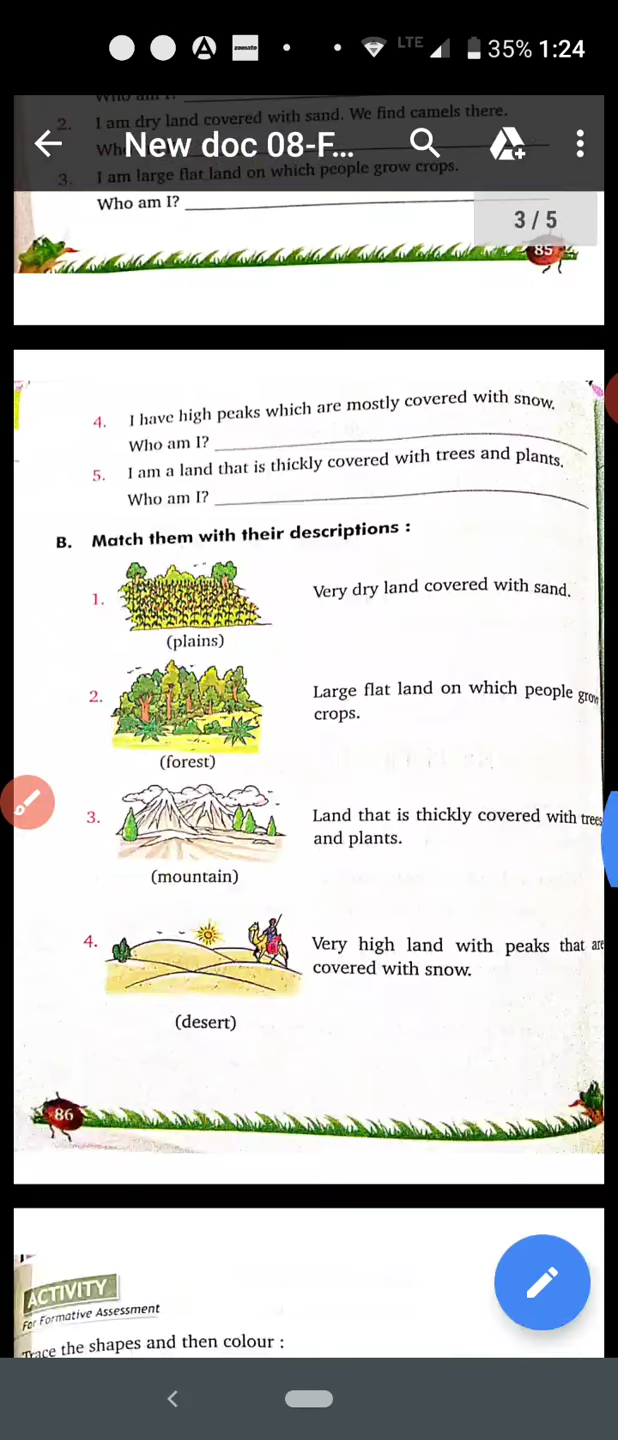 zomato LTE 35% 1:24
2. I am dry land covered with sand. We find camels there.
New doc 08-F...
3. I am large flat land on which people grow crops.
Who am I?
3 / 5
85
4. I have high peaks which are mostly covered with snow.
Who am I?
5. I am a land that is thickly covered with trees and plants.
Who am I?
B. Match them with their descriptions :
1. Very dry land covered with sand.
(plains)
2. Large flat land on which people grow
crops.
(forest)
3. Land that is thickly covered with trees
and plants.
(mountain)
4. Very high land with peaks that are
covered with snow.
(desert)
86
ACTIVITY
For Formative Assessment
Trace the shapes and then colour :